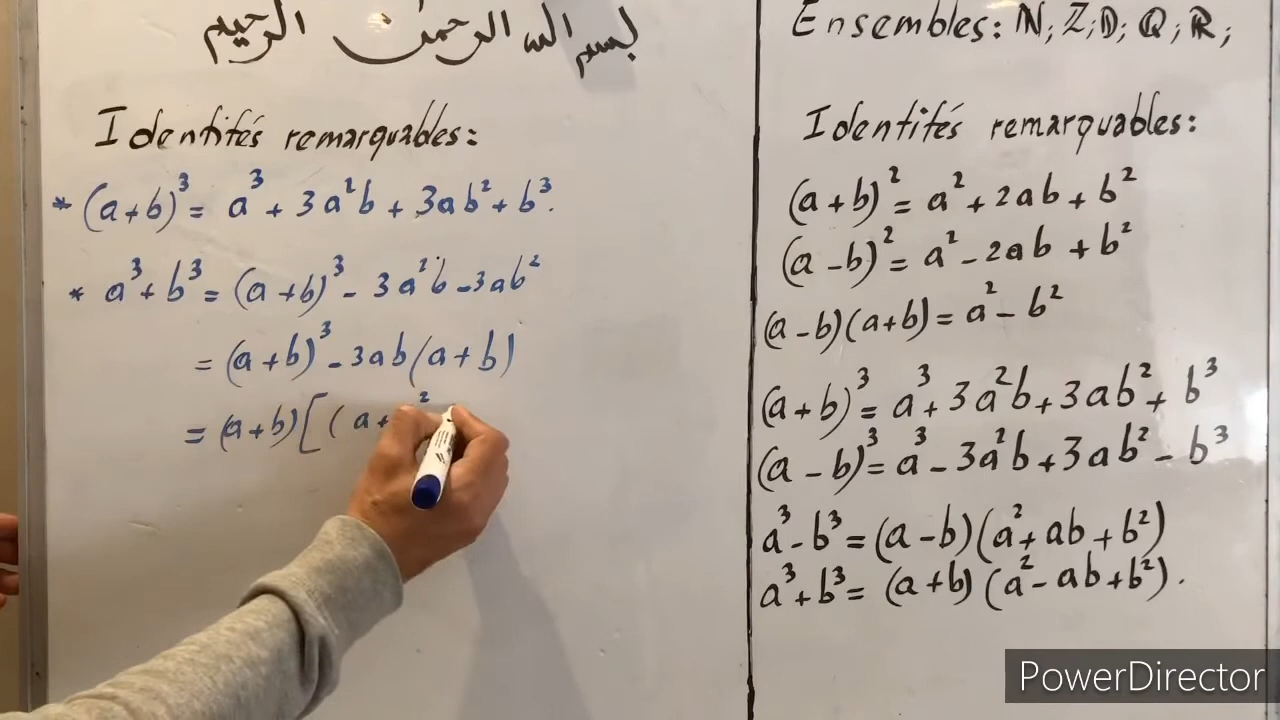 بسم الله الرحمن الرحيم
Identités remarquables:
* (a+b)³ = a³ + 3a²b + 3ab² + b³.
* a³ + b³ = (a+b)³ - 3a²b - 3ab²
= (a+b)³ - 3ab(a+b)
= (a+b)[(a+ ²
Ensembles: ℕ; ℤ; 𝔻; ℚ; ℝ;
Identités remarquables:
(a+b)² = a² + 2ab + b²
(a-b)² = a² - 2ab + b²
(a-b)(a+b) = a² - b²
(a+b)³ = a³ + 3a²b + 3ab² + b³
(a-b)³ = a³ - 3a²b + 3ab² - b³
a³ - b³ = (a-b)(a² + ab + b²)
a³ + b³ = (a+b)(a² - ab + b²).
PowerDirector